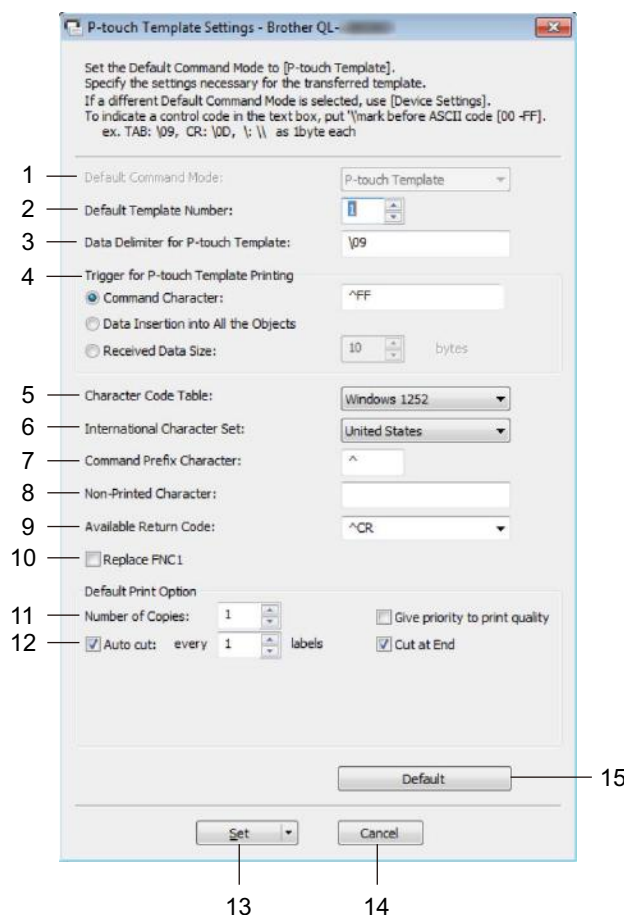 P-touch Template Settings - Brother QL-
Set the Default Command Mode to [P-touch Template].
Specify the settings necessary for the transferred template.
If a different Default Command Mode is selected, use [Device Settings].
To indicate a control code in the text box, put '\'mark before ASCII code [00 -FF].
ex. TAB: \09, CR: \0D, \: \\ as 1byte each
1 Default Command Mode: P-touch Template
2 Default Template Number: 1
3 Data Delimiter for P-touch Template: \09
4 Trigger for P-touch Template Printing
Command Character: ^FF
Data Insertion into All the Objects
Received Data Size: 10 bytes
5 Character Code Table: Windows 1252
6 International Character Set: United States
7 Command Prefix Character: ^
8 Non-Printed Character:
9 Available Return Code: ^CR
10 Replace FNC1
Default Print Option
11 Number of Copies: 1 Give priority to print quality
12 Auto cut: every 1 labels Cut at End
Default 15
Set Cancel
13 14